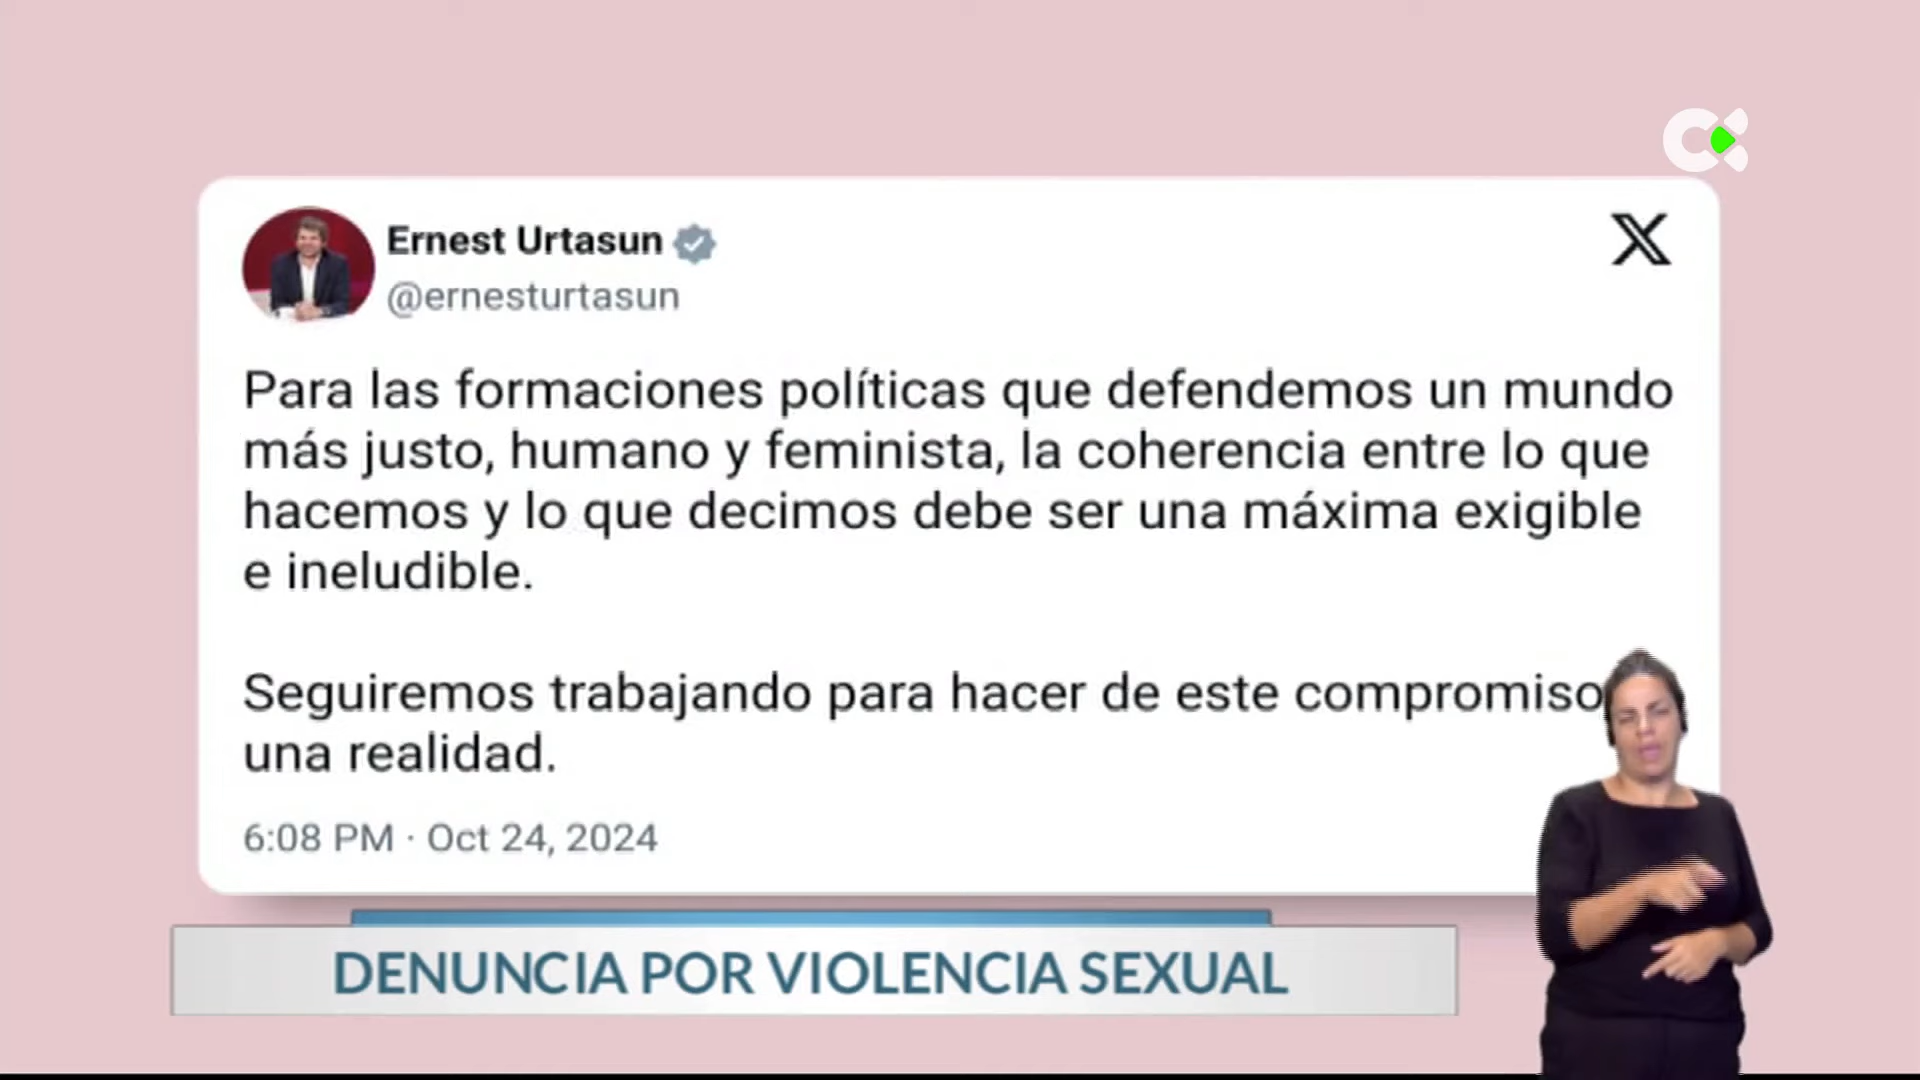 Ernest Urtasun
@ernesturtasun
Para las formaciones políticas que defendemos un mundo
más justo, humano y feminista, la coherencia entre lo que
hacemos y lo que decimos debe ser una máxima exigible
e ineludible.
Seguiremos trabajando para hacer de este compromiso
una realidad.
6:08 PM · Oct 24, 2024
DENUNCIA POR VIOLENCIA SEXUAL